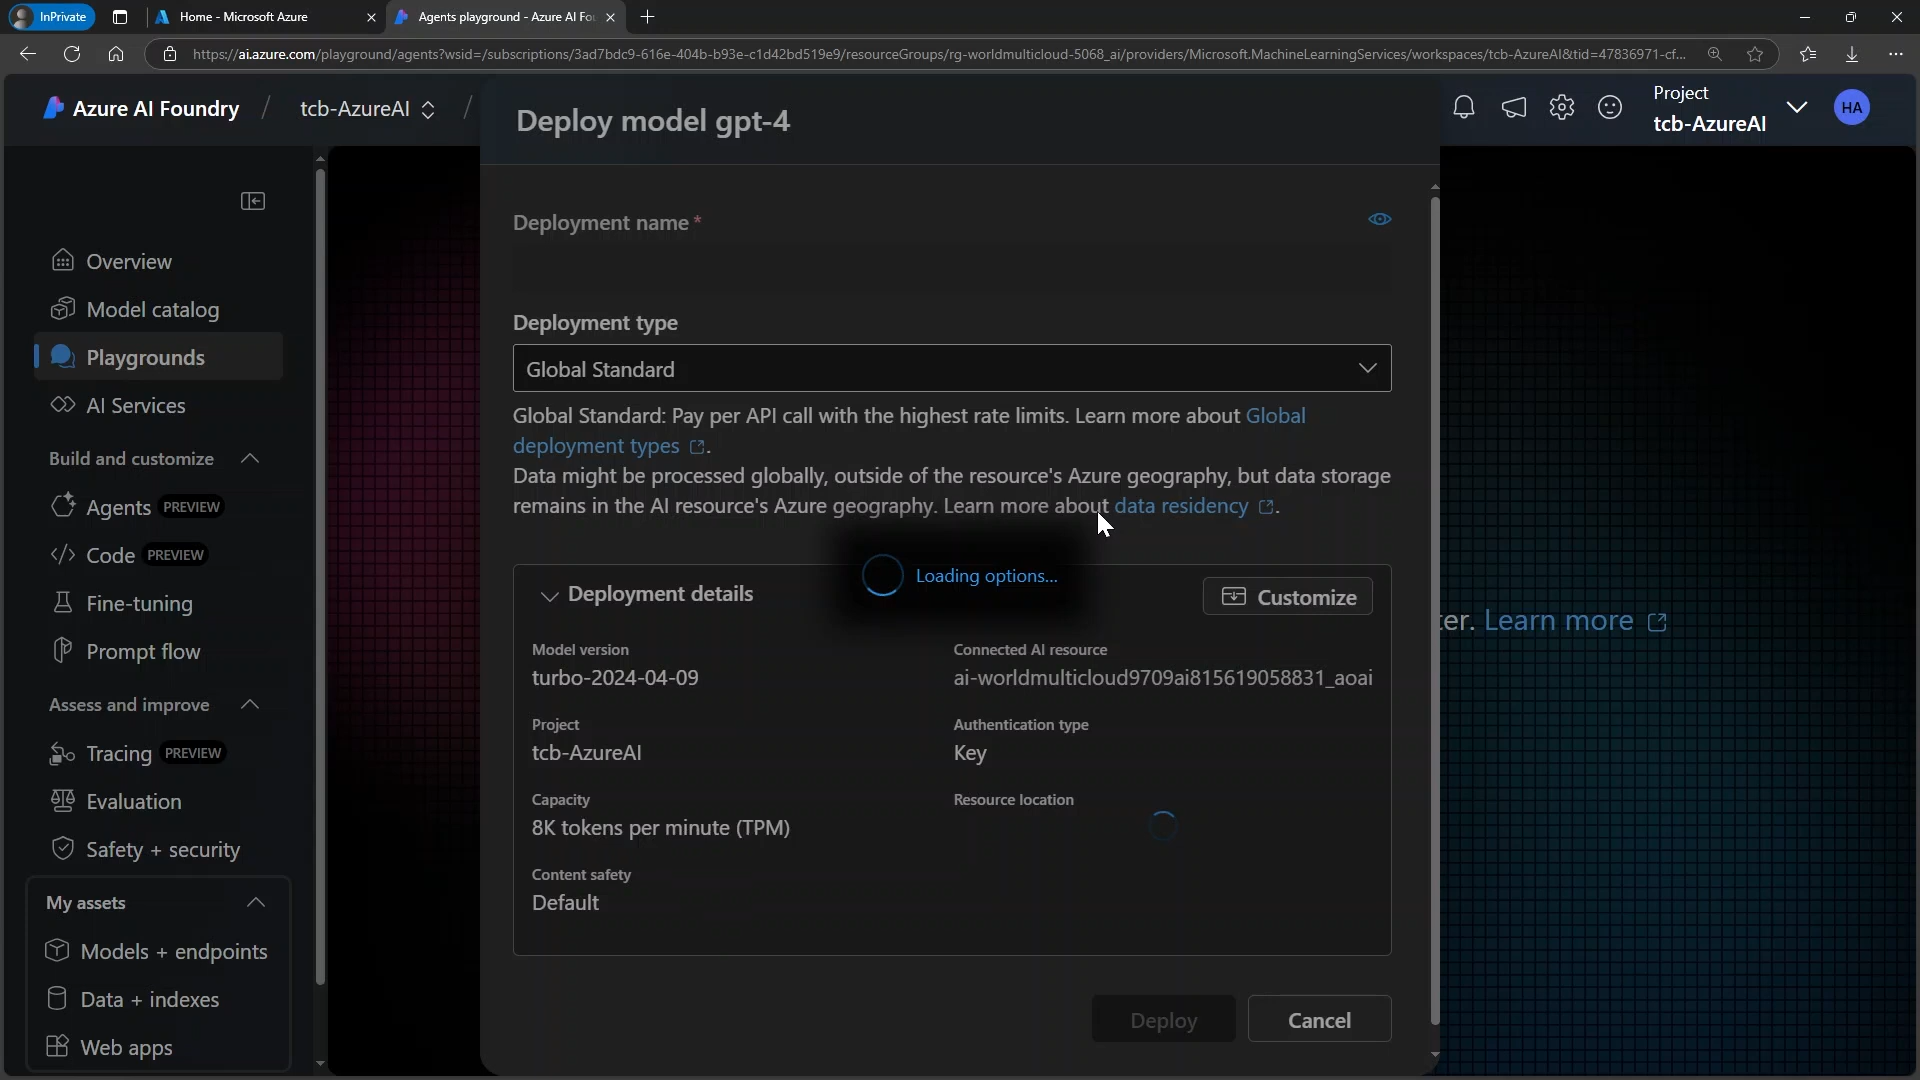 InPrivate
Home - Microsoft Azure
Agents playground - Azure AI Fo
https://ai.azure.com/playground/agents?wsid=/subscriptions/3ad7bdc9-616e-404b-b93e-c1d42bd519e9/resourceGroups/rg-worldmulticloud-5068_ai/providers/Microsoft.MachineLearningServices/workspaces/tcb-AzureAI&tid=47836971-cf...
Azure AI Foundry / tcb-AzureAI /
Deploy model gpt-4
Project
tcb-AzureAI
HA
Overview
Model catalog
Playgrounds
AI Services
Build and customize
Agents PREVIEW
Code PREVIEW
Fine-tuning
Prompt flow
Assess and improve
Tracing PREVIEW
Evaluation
Safety + security
My assets
Models + endpoints
Data + indexes
Web apps
Deployment name *
Deployment type
Global Standard
Global Standard: Pay per API call with the highest rate limits. Learn more about Global
deployment types .
Data might be processed globally, outside of the resource's Azure geography, but data storage
remains in the AI resource's Azure geography. Learn more about data residency .
Loading options...
Deployment details
Customize
Model version
turbo-2024-04-09
Connected AI resource
ai-worldmulticloud9709ai815619058831_aoai
Project
tcb-AzureAI
Authentication type
Key
Capacity
8K tokens per minute (TPM)
Resource location
Content safety
Default
Deploy
Cancel
ter. Learn more